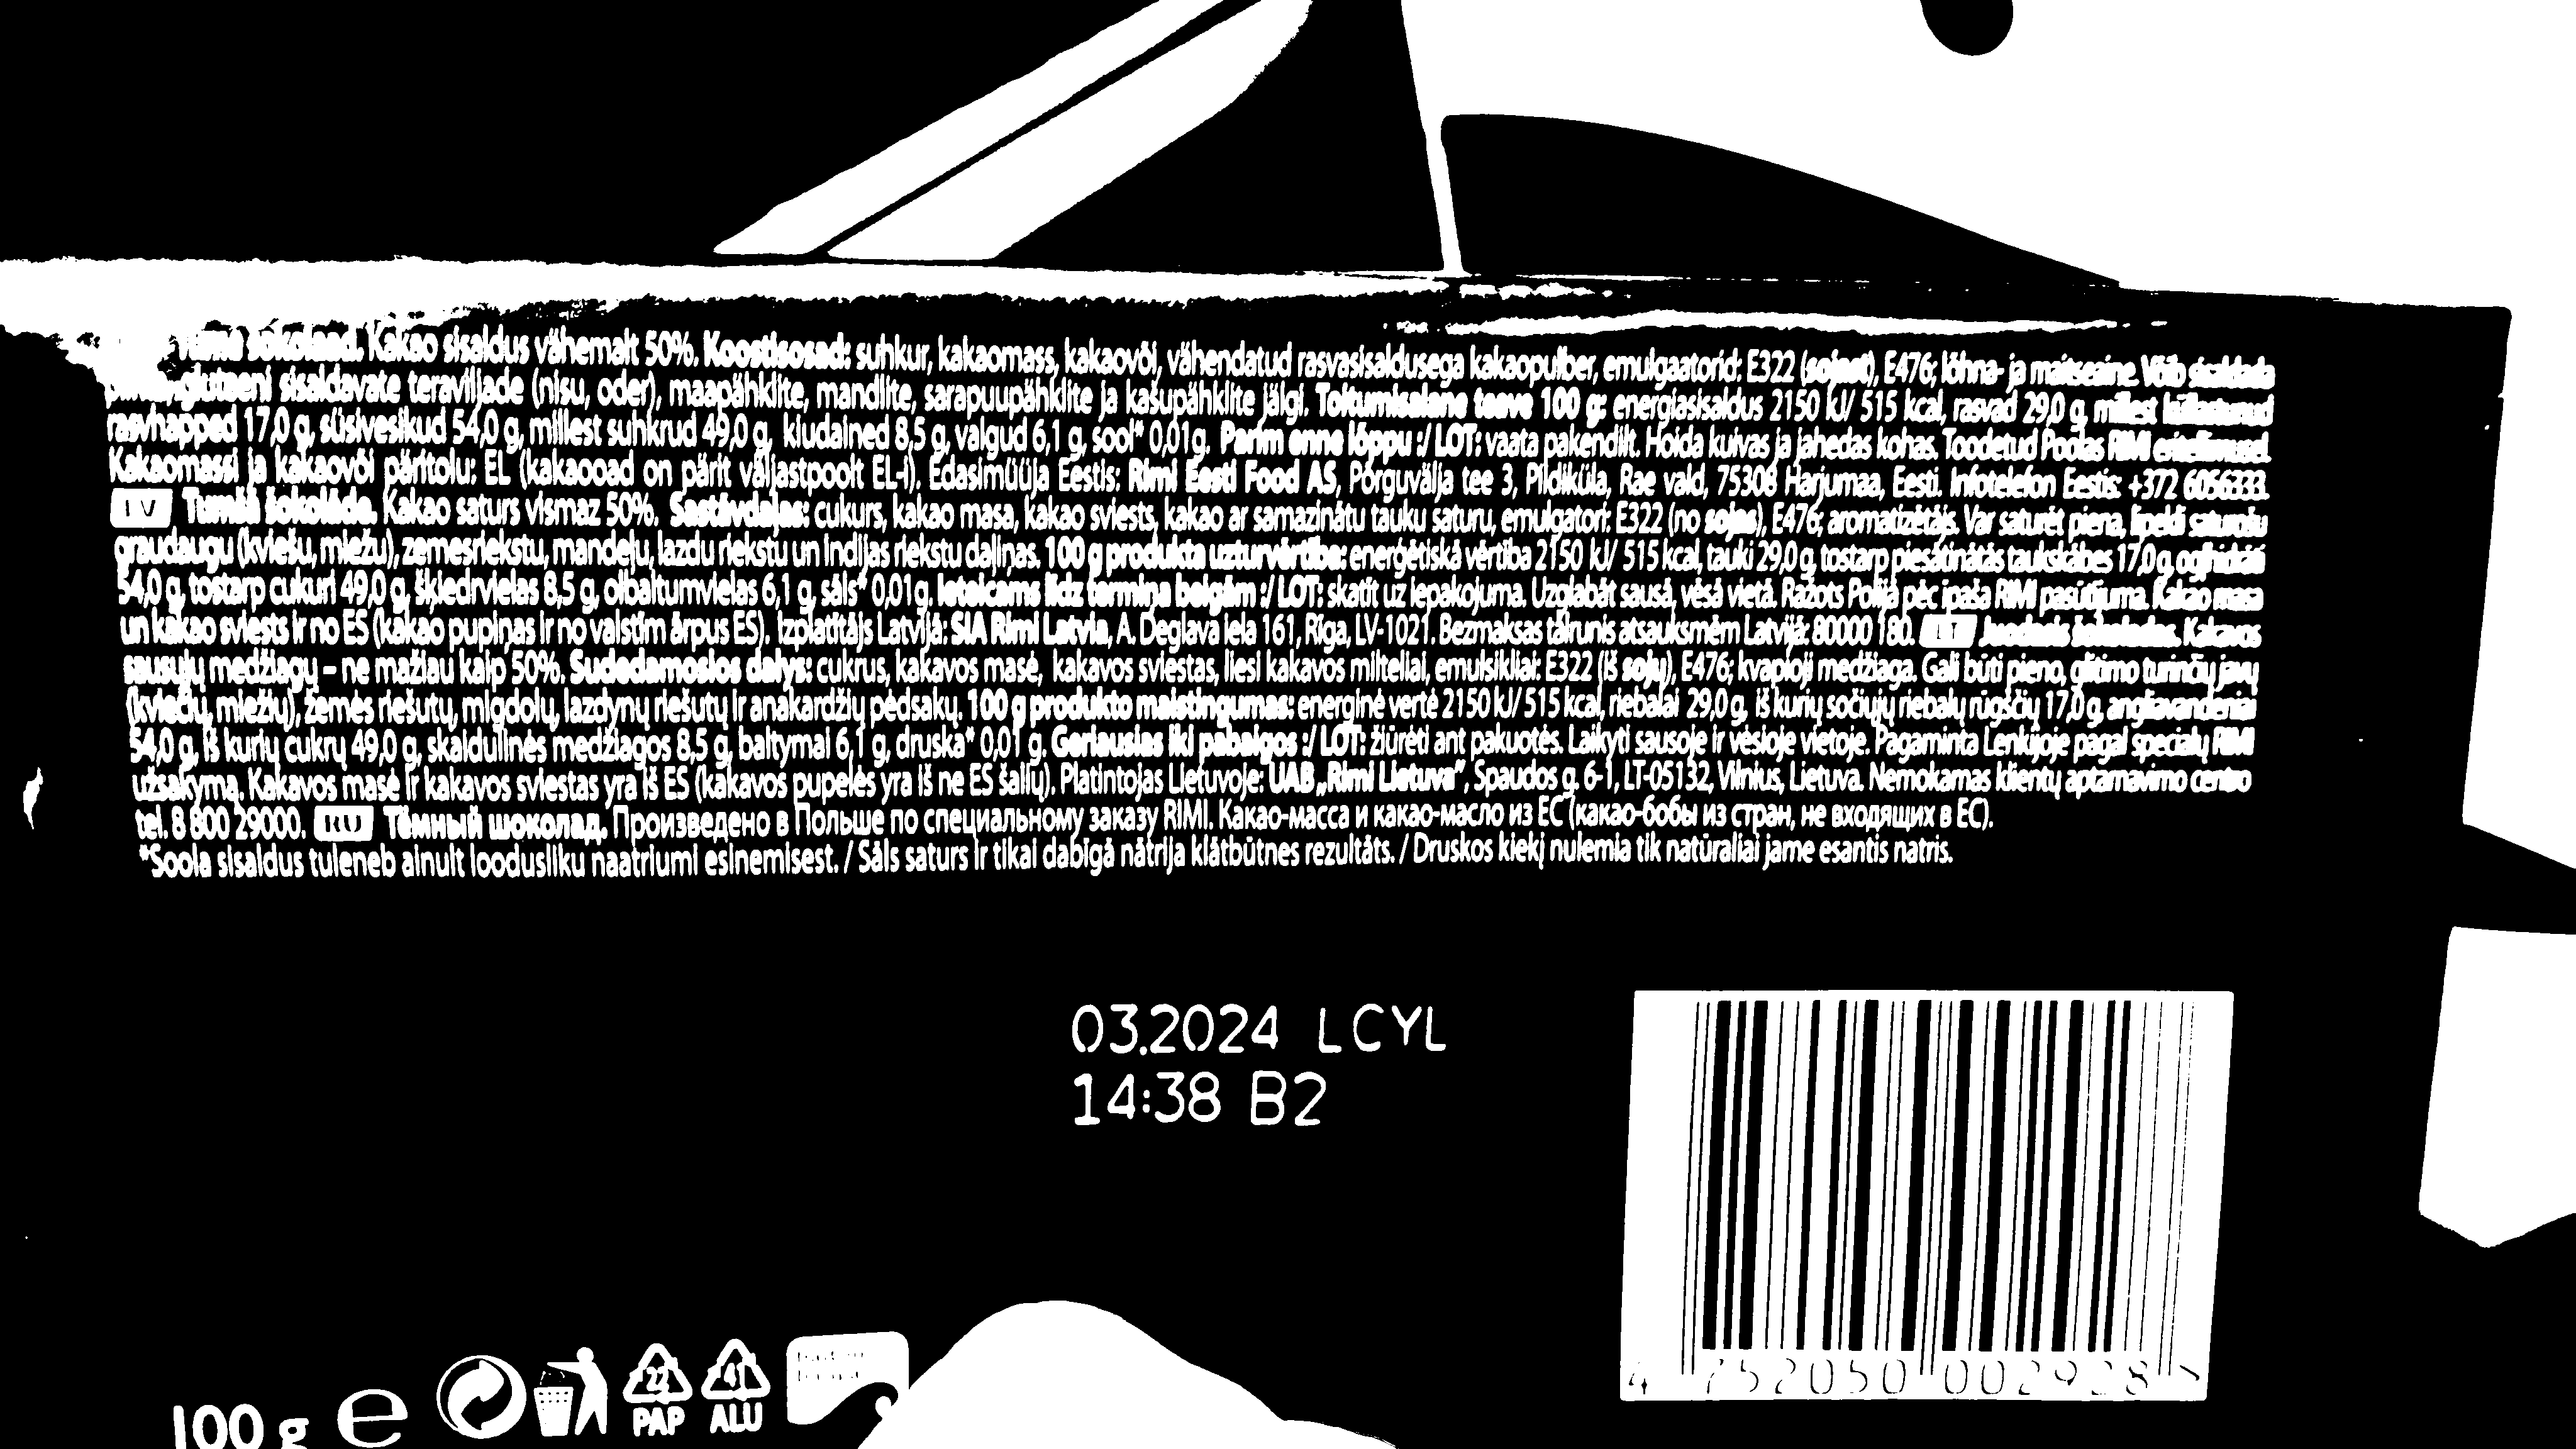 šokolaad. Kakao sisaldus vähemalt 50%. Koostisosad: suhkur, kakaomass, kakaovõi, vähendatud rasvasisaldusega kakaopulber, emulgaatorid: E322 (sojast), E476; lõhna- ja maitseaine. Võib sisaldada
gluteeni sisaldavate teraviljade (nisu, oder), maapähklite, mandlite, sarapuupähklite ja kašupähklite jälgi. Toitumisalane teave 100 g: energiasisaldus 2150 kJ/ 515 kcal, rasvad 29,0 g, millest küllastunud
rasvhapped 17,0 g, süsivesikud 54,0 g, millest suhkrud 49,0 g, kiudained 8,5 g, valgud 6,1 g, sool* 0,01g. Parim enne lõppu :/ LOT: vaata pakendilt. Hoida kuivas ja jahedas kohas. Toodetud Poolas RIMI eritellimusel.
Kakaomassi ja kakaovõi päritolu: EL (kakaooad on pärit väljastpoolt EL-i). Edasimüüja Eestis: Rimi Eesti Food AS, Põrguvälja tee 3, Pildiküla, Rae vald, 75308 Harjumaa, Eesti. Infotelefon Eestis: +372 6056333.
LV Tumšā šokolāde. Kakao saturs vismaz 50%. Sastāvdaļas: cukurs, kakao masa, kakao sviests, kakao ar samazinātu tauku saturu, emulgatori: E322 (no sojas), E476; aromatizētājs. Var saturēt piena, lipekli saturošu
graudaugu (kviešu, miežu), zemesriekstu, mandeļu, lazdu riekstu un Indijas riekstu daļiņas. 100 g produkta uzturvērtība: enerģētiskā vērtība 2150 kJ/ 515 kcal, tauki 29,0 g, tostarp piesātinātās taukskābes 17,0 g, ogļhidrāti
54,0 g, tostarp cukuri 49,0 g, šķiedrvielas 8,5 g, olbaltumvielas 6,1 g, sāls* 0,01g. Ieteicams līdz termiņa beigām :/ LOT: skatīt uz iepakojuma. Uzglabāt sausā, vēsā vietā. Ražots Polijā pēc īpaša RIMI pasūtījuma. Kakao masa
un kakao sviests ir no ES (kakao pupiņas ir no valstīm ārpus ES). Izplatītājs Latvijā: SIA Rimi Latvia, A. Deglava iela 161, Rīga, LV-1021. Bezmaksas tālrunis atsauksmēm Latvijā: 80000 180. LT Juodasis šokoladas. Kakavos
sausųjų medžiagų – ne mažiau kaip 50%. Sudedamosios dalys: cukrus, kakavos masė, kakavos sviestas, liesi kakavos milteliai, emulsikliai: E322 (iš sojų), E476; kvapioji medžiaga. Gali būti pieno, glitimo turinčių javų
(kviečių, miežių), žemės riešutų, migdolų, lazdynų riešutų ir anakardžių pėdsakų. 100 g produkto maistingumas: energinė vertė 2150 kJ/ 515 kcal, riebalai 29,0 g, iš kurių sočiųjų riebalų rūgščių 17,0 g, angliavandeniai
54,0 g, iš kurių cukrų 49,0 g, skaidulinės medžiagos 8,5 g, baltymai 6,1 g, druska* 0,01 g. Geriausias iki pabaigos :/ LOT: žiūrėti ant pakuotės. Laikyti sausoje ir vėsioje vietoje. Pagaminta Lenkijoje pagal specialų RIMI
užsakymą. Kakavos masė ir kakavos sviestas yra iš ES (kakavos pupelės yra iš ne ES šalių). Platintojas Lietuvoje: UAB „Rimi Lietuva”, Spaudos g. 6-1, LT-05132, Vilnius, Lietuva. Nemokamas klientų aptarnavimo centro
tel. 8 800 29000. RU Тёмный шоколад. Произведено в Польше по специальному заказу RIMI. Какао-масса и какао-масло из ЕС (какао-бобы из стран, не входящих в ЕС).
*Soola sisaldus tuleneb ainult loodusliku naatriumi esinemisest. / Sāls saturs ir tikai dabīgā nātrija klātbūtnes rezultāts. / Druskos kiekį nulemia tik natūraliai jame esantis natris.
03.2024 LCYL
14:38 B2
4 752050 002928
100 g e
22 PAP
41 ALU